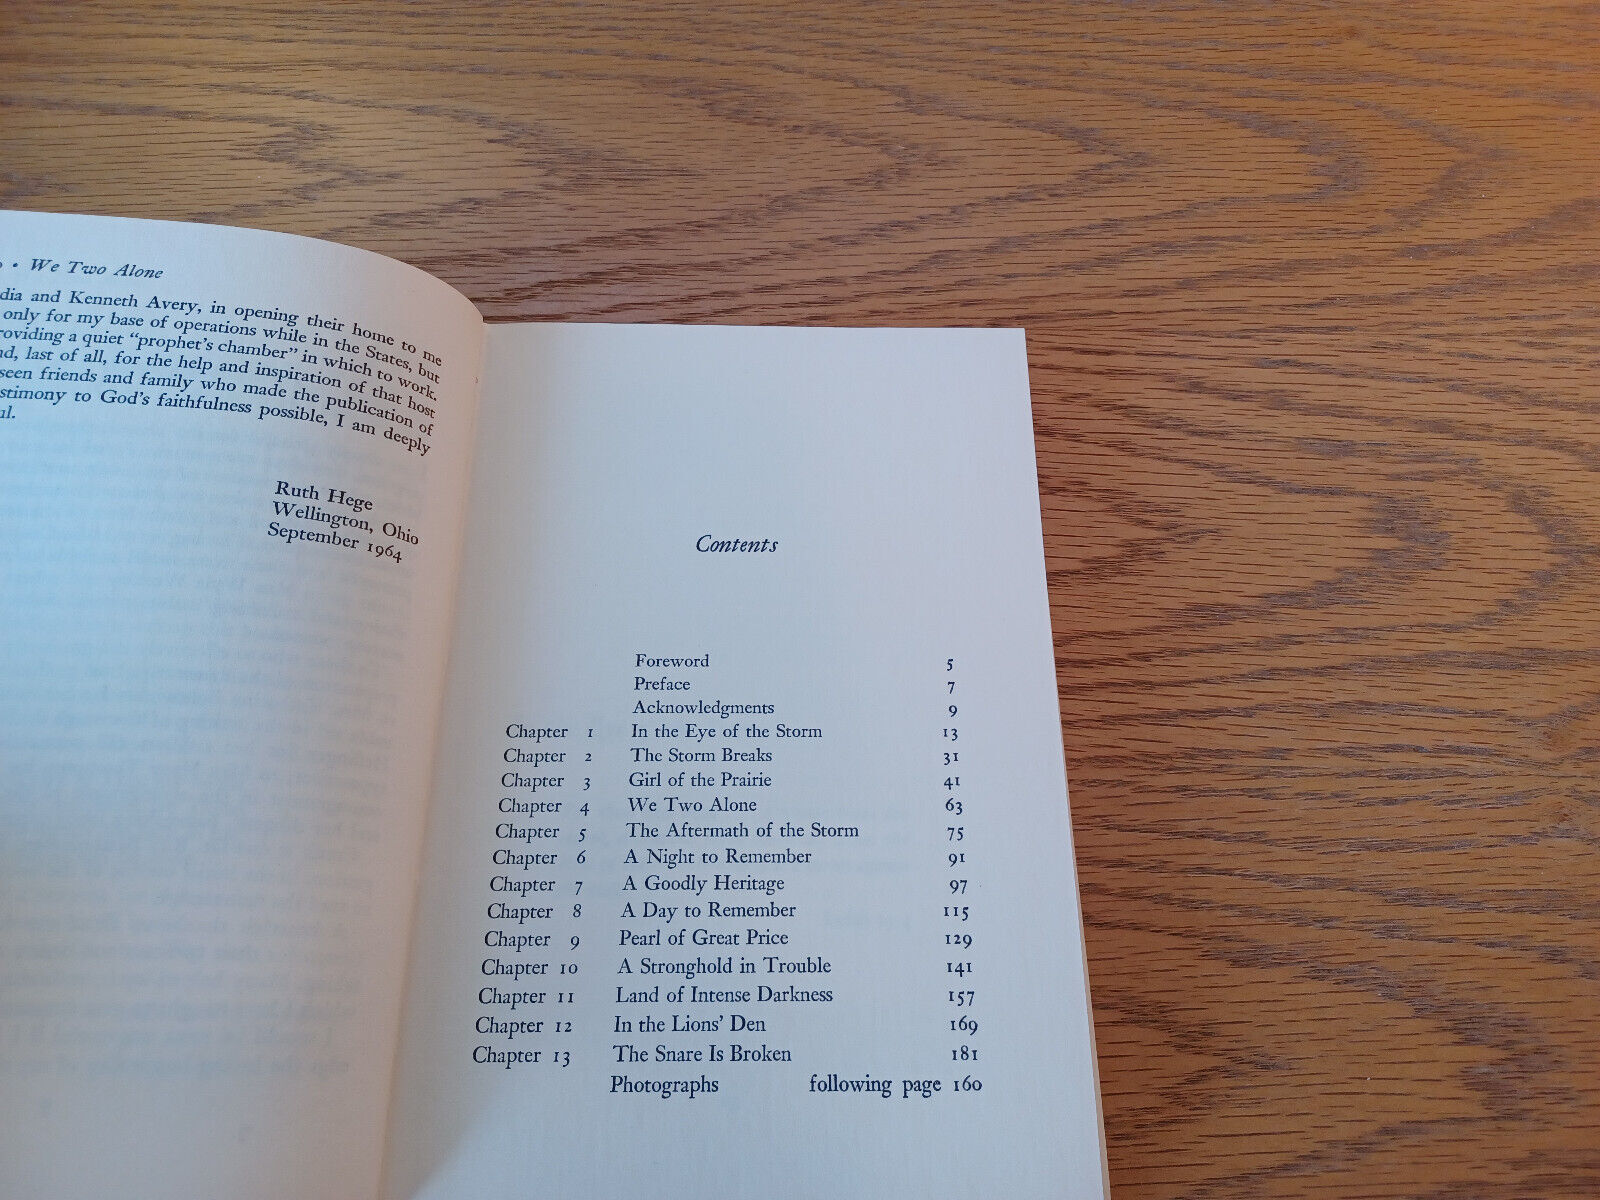 • We Two Alone
and Kenneth Avery, in opening their home to me
only for my base of operations while in the States, but
a quiet "prophet's chamber" in which to work.
last of all, for the help and inspiration of that host
friends and family who made the publication of
to God's faithfulness possible, I am deeply
Ruth Hege
Wellington, Ohio
September 1964
Contents
Foreword 5
Preface 7
Acknowledgments 9
Chapter 1 In the Eye of the Storm 13
Chapter 2 The Storm Breaks 31
Chapter 3 Girl of the Prairie 41
Chapter 4 We Two Alone 63
Chapter 5 The Aftermath of the Storm 75
Chapter 6 A Night to Remember 91
Chapter 7 A Goodly Heritage 97
Chapter 8 A Day to Remember 115
Chapter 9 Pearl of Great Price 129
Chapter 10 A Stronghold in Trouble 141
Chapter 11 Land of Intense Darkness 157
Chapter 12 In the Lions' Den 169
Chapter 13 The Snare Is Broken 181
Photographs following page 160